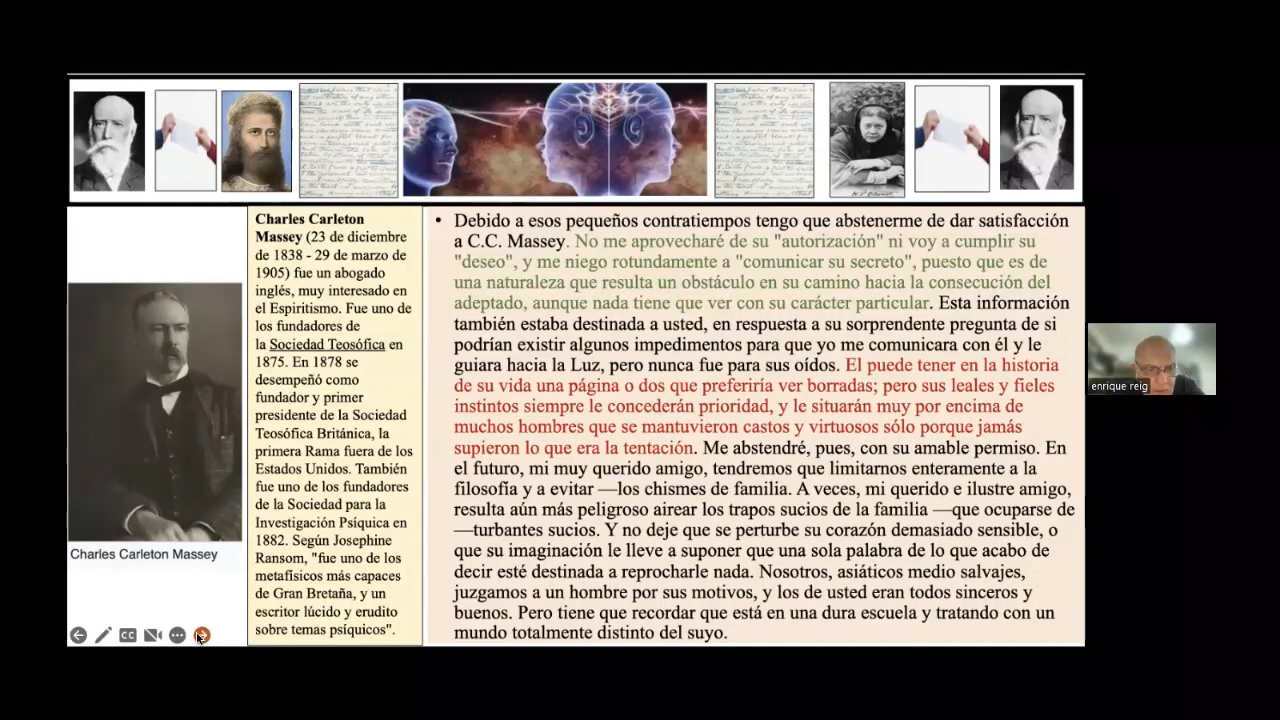 Charles Carleton
Massey (23 de diciembre
de 1838 - 29 de marzo de
1905) fue un abogado
inglés, muy interesado en
el Espiritismo. Fue uno de
los fundadores de
la Sociedad Teosófica en
1875. En 1878 se
desempeñó como
fundador y primer
presidente de la Sociedad
Teosófica Británica, la
primera Rama fuera de los
Estados Unidos. También
fue uno de los fundadores
de la Sociedad para la
Investigación Psíquica en
1882. Según Josephine
Ransom, "fue uno de los
metafísicos más capaces
de Gran Bretaña, y un
escritor lúcido y erudito
sobre temas psíquicos".
Charles Carleton Massey
CC
• Debido a esos pequeños contratiempos tengo que abstenerme de dar satisfacción
a C.C. Massey. No me aprovecharé de su "autorización" ni voy a cumplir su
"deseo", y me niego rotundamente a "comunicar su secreto", puesto que es de
una naturaleza que resulta un obstáculo en su camino hacia la consecución del
adeptado, aunque nada tiene que ver con su carácter particular. Esta información
también estaba destinada a usted, en respuesta a su sorprendente pregunta de si
podrían existir algunos impedimentos para que yo me comunicara con él y le
guiara hacia la Luz, pero nunca fue para sus oídos. El puede tener en la historia
de su vida una página o dos que preferiría ver borradas; pero sus leales y fieles
instintos siempre le concederán prioridad, y le situarán muy por encima de
muchos hombres que se mantuvieron castos y virtuosos sólo porque jamás
supieron lo que era la tentación. Me abstendré, pues, con su amable permiso. En
el futuro, mi muy querido amigo, tendremos que limitarnos enteramente a la
filosofía y a evitar —los chismes de familia. A veces, mi querido e ilustre amigo,
resulta aún más peligroso airear los trapos sucios de la familia —que ocuparse de
—turbantes sucios. Y no deje que se perturbe su corazón demasiado sensible, o
que su imaginación le lleve a suponer que una sola palabra de lo que acabo de
decir esté destinada a reprocharle nada. Nosotros, asiáticos medio salvajes,
juzgamos a un hombre por sus motivos, y los de usted eran todos sinceros y
buenos. Pero tiene que recordar que está en una dura escuela y tratando con un
mundo totalmente distinto del suyo.
enrique reig